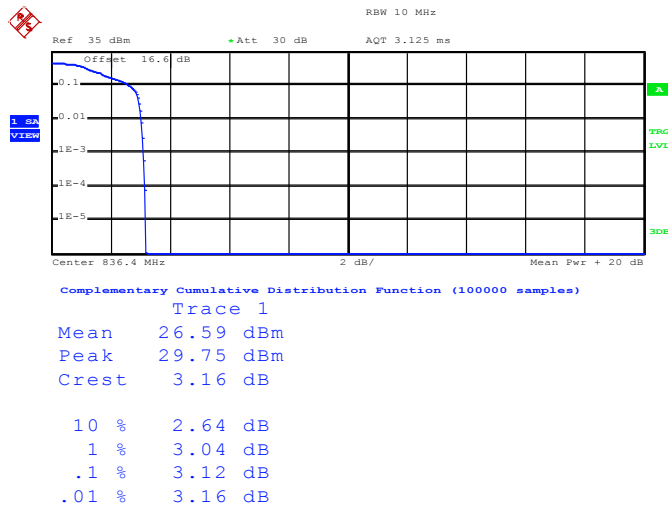 RBW 10 MHz
Ref 35 dBm *Att 30 dB AQT 3.125 ms
Offset 16.6 dB
0.1
A
0.01
1 SA
VIEW
TRG
LVL
1E-3
1E-4
1E-5
3DB
Center 836.4 MHz 2 dB/ Mean Pwr + 20 dB
Complementary Cumulative Distribution Function (100000 samples)
Trace 1
Mean 26.59 dBm
Peak 29.75 dBm
Crest 3.16 dB
10 % 2.64 dB
1 % 3.04 dB
.1 % 3.12 dB
.01 % 3.16 dB